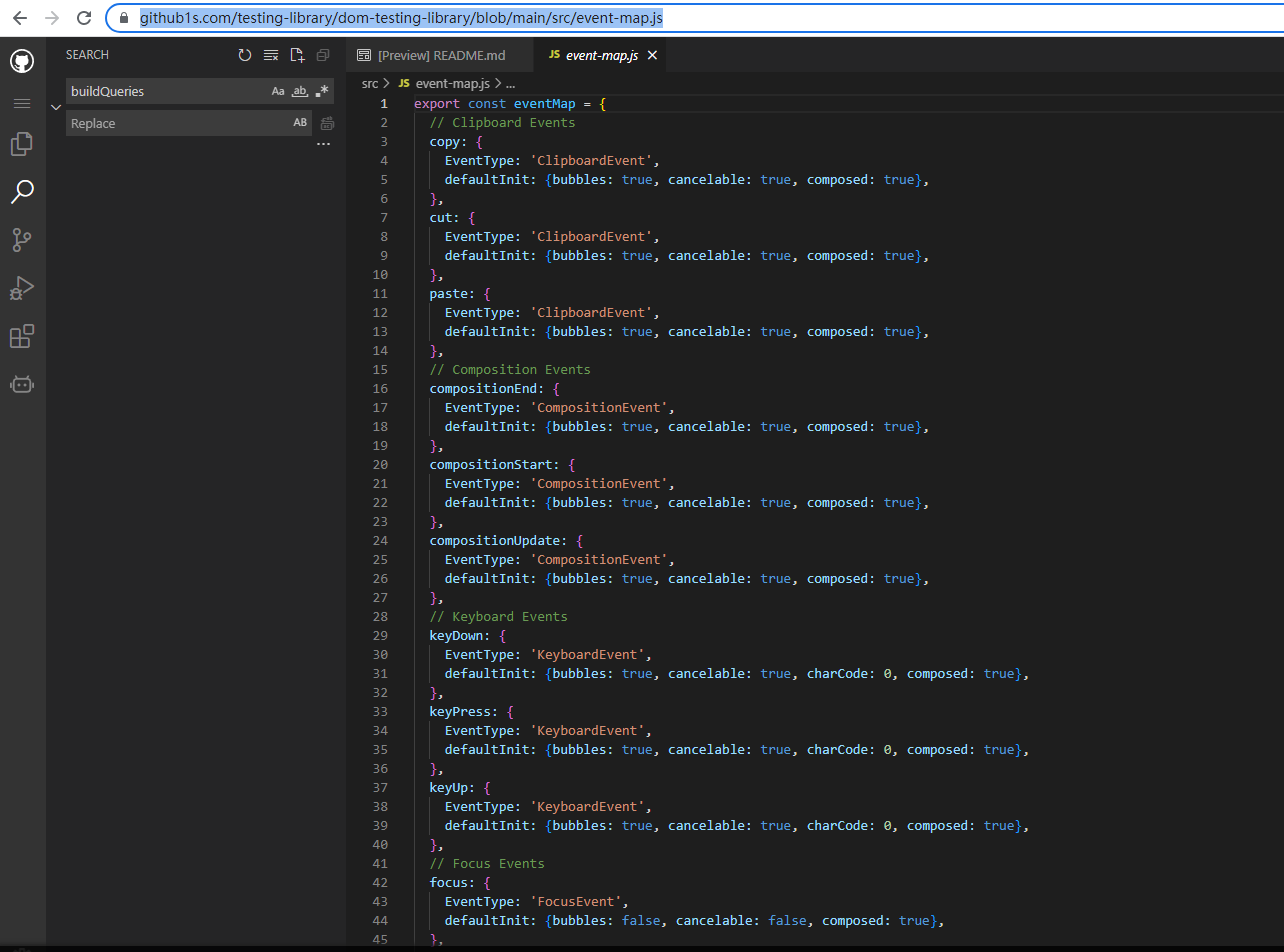 github1s.com/testing-library/dom-testing-library/blob/main/src/event-map.js
SEARCH
buildQueries
Aa ab .*
Replace
AB
...
[Preview] README.md
JS event-map.js
src > JS event-map.js > ...
1 export const eventMap = {
2 // Clipboard Events
3 copy: {
4 EventType: 'ClipboardEvent',
5 defaultInit: {bubbles: true, cancelable: true, composed: true},
6 },
7 cut: {
8 EventType: 'ClipboardEvent',
9 defaultInit: {bubbles: true, cancelable: true, composed: true},
10 },
11 paste: {
12 EventType: 'ClipboardEvent',
13 defaultInit: {bubbles: true, cancelable: true, composed: true},
14 },
15 // Composition Events
16 compositionEnd: {
17 EventType: 'CompositionEvent',
18 defaultInit: {bubbles: true, cancelable: true, composed: true},
19 },
20 compositionStart: {
21 EventType: 'CompositionEvent',
22 defaultInit: {bubbles: true, cancelable: true, composed: true},
23 },
24 compositionUpdate: {
25 EventType: 'CompositionEvent',
26 defaultInit: {bubbles: true, cancelable: true, composed: true},
27 },
28 // Keyboard Events
29 keyDown: {
30 EventType: 'KeyboardEvent',
31 defaultInit: {bubbles: true, cancelable: true, charCode: 0, composed: true},
32 },
33 keyPress: {
34 EventType: 'KeyboardEvent',
35 defaultInit: {bubbles: true, cancelable: true, charCode: 0, composed: true},
36 },
37 keyUp: {
38 EventType: 'KeyboardEvent',
39 defaultInit: {bubbles: true, cancelable: true, charCode: 0, composed: true},
40 },
41 // Focus Events
42 focus: {
43 EventType: 'FocusEvent',
44 defaultInit: {bubbles: false, cancelable: false, composed: true},
45 },